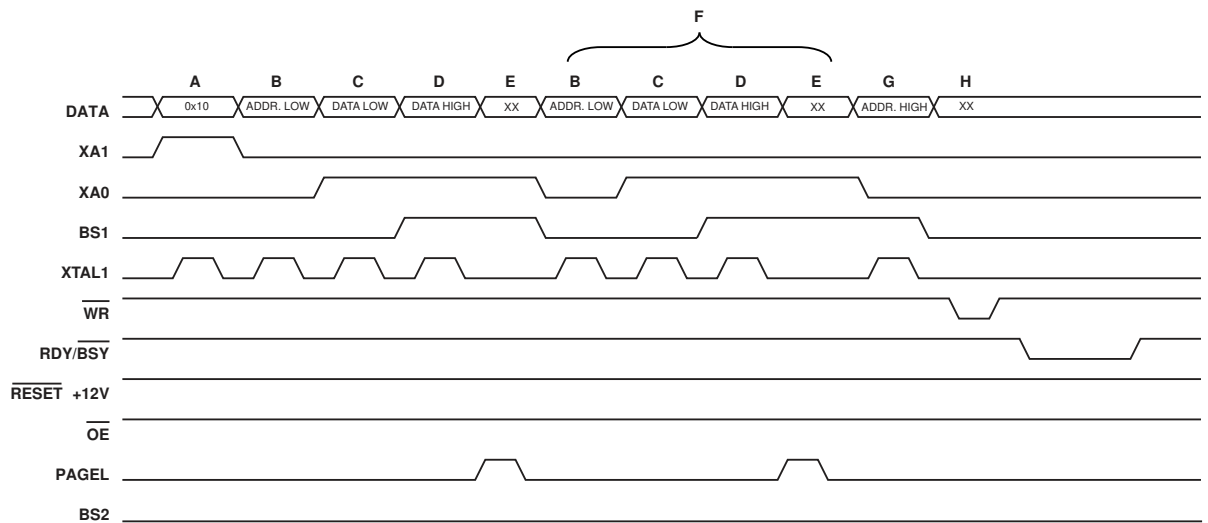 F
A B C D E B C D E G H
DATA 0x10 ADDR. LOW DATA LOW DATA HIGH XX ADDR. LOW DATA LOW DATA HIGH XX ADDR. HIGH XX
XA1
XA0
BS1
XTAL1
WR
RDY/BSY
RESET +12V
OE
PAGEL
BS2